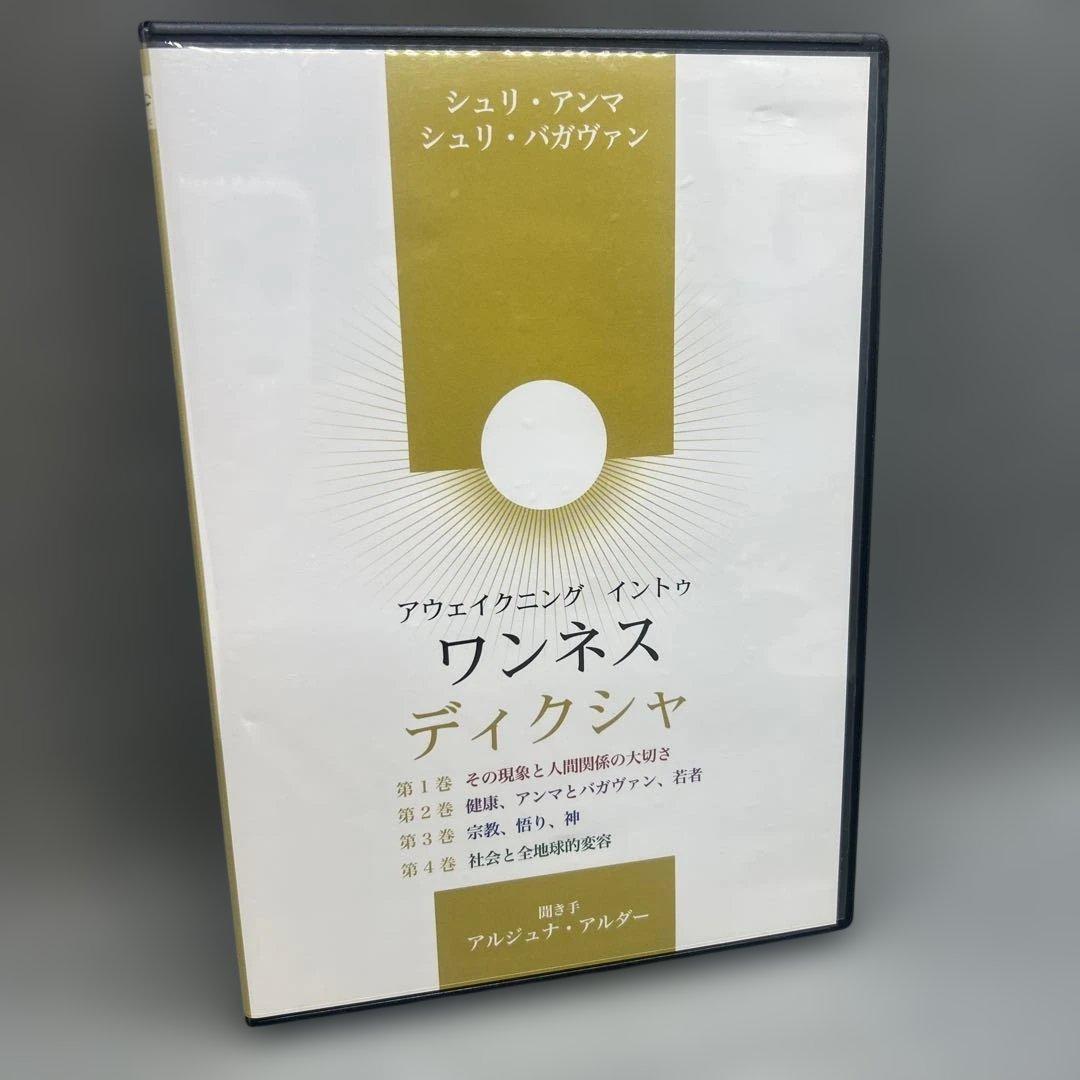 シュリ・アンマ
シュリ・バガヴァン
アウェイクニング　イントゥ
ワンネス
ディクシャ
第1巻 その現象と人間関係の大切さ
第2巻 健康、アンマとバガヴァン、若者
第3巻 宗教、悟り、神
第4巻 社会と全地球的変容
聞き手
アルジュナ・アルダー